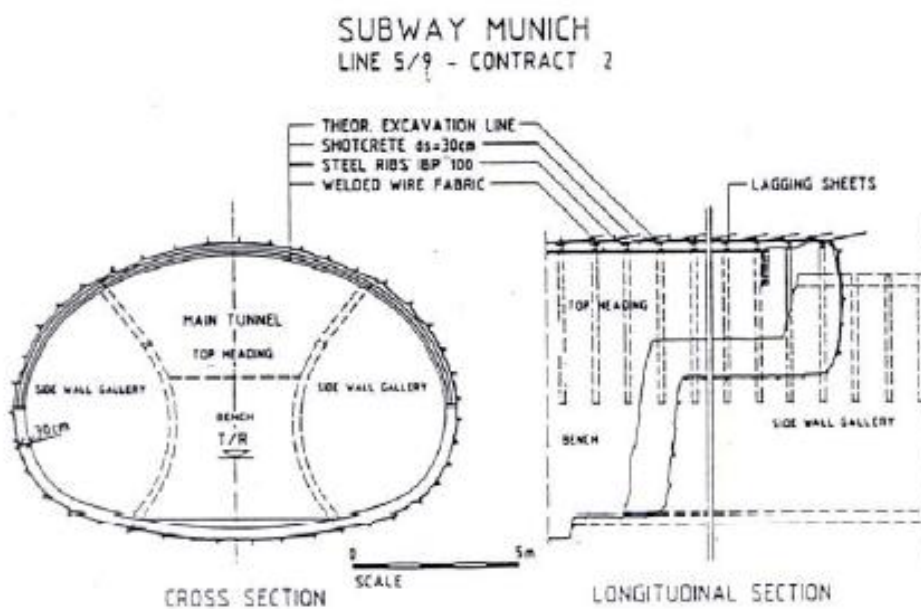 SUBWAY MUNICH
LINE 5/9 - CONTRACT 2
THEOR. EXCAVATION LINE
SHOTCRETE ds=30cm
STEEL RIBS IBP 100
WELDED WIRE FABRIC
LAGGING SHEETS
MAIN TUNNEL
TOP HEADING
SIDE WALL GALLERY
SIDE WALL GALLERY
BENCH
T/R
30cm
TOP HEADING
BENCH
SIDE WALL GALLERY
0 5m
SCALE
CROSS SECTION
LONGITUDINAL SECTION